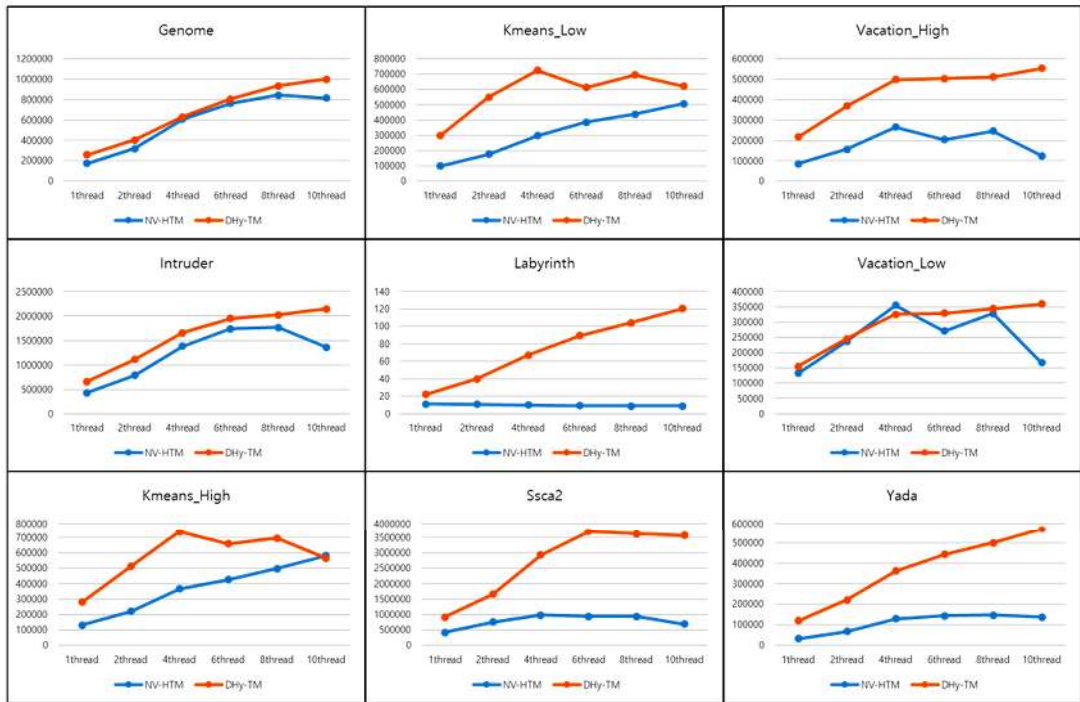 Genome
1200000
1000000
800000
600000
400000
200000
0
1thread 2thread 4thread 6thread 8thread 10thread
NV-HTM DHy-TM
Kmeans_Low
800000
700000
600000
500000
400000
300000
200000
100000
0
1thread 2thread 4thread 6thread 8thread 10thread
NV-HTM DHy-TM
Vacation_High
600000
500000
400000
300000
200000
100000
0
1thread 2thread 4thread 6thread 8thread 10thread
NV-HTM DHy-TM
Intruder
2500000
2000000
1500000
1000000
500000
0
1thread 2thread 4thread 6thread 8thread 10thread
NV-HTM DHy-TM
Labyrinth
140
120
100
80
60
40
20
0
1thread 2thread 4thread 6thread 8thread 10thread
NV-HTM DHy-TM
Vacation_Low
400000
350000
300000
250000
200000
150000
100000
50000
0
1thread 2thread 4thread 6thread 8thread 10thread
NV-HTM DHy-TM
Kmeans_High
800000
700000
600000
500000
400000
300000
200000
100000
0
1thread 2thread 4thread 6thread 8thread 10thread
NV-HTM DHy-TM
Ssca2
4000000
3500000
3000000
2500000
2000000
1500000
1000000
500000
0
1thread 2thread 4thread 6thread 8thread 10thread
NV-HTM DHy-TM
Yada
600000
500000
400000
300000
200000
100000
0
1thread 2thread 4thread 6thread 8thread 10thread
NV-HTM DHy-TM